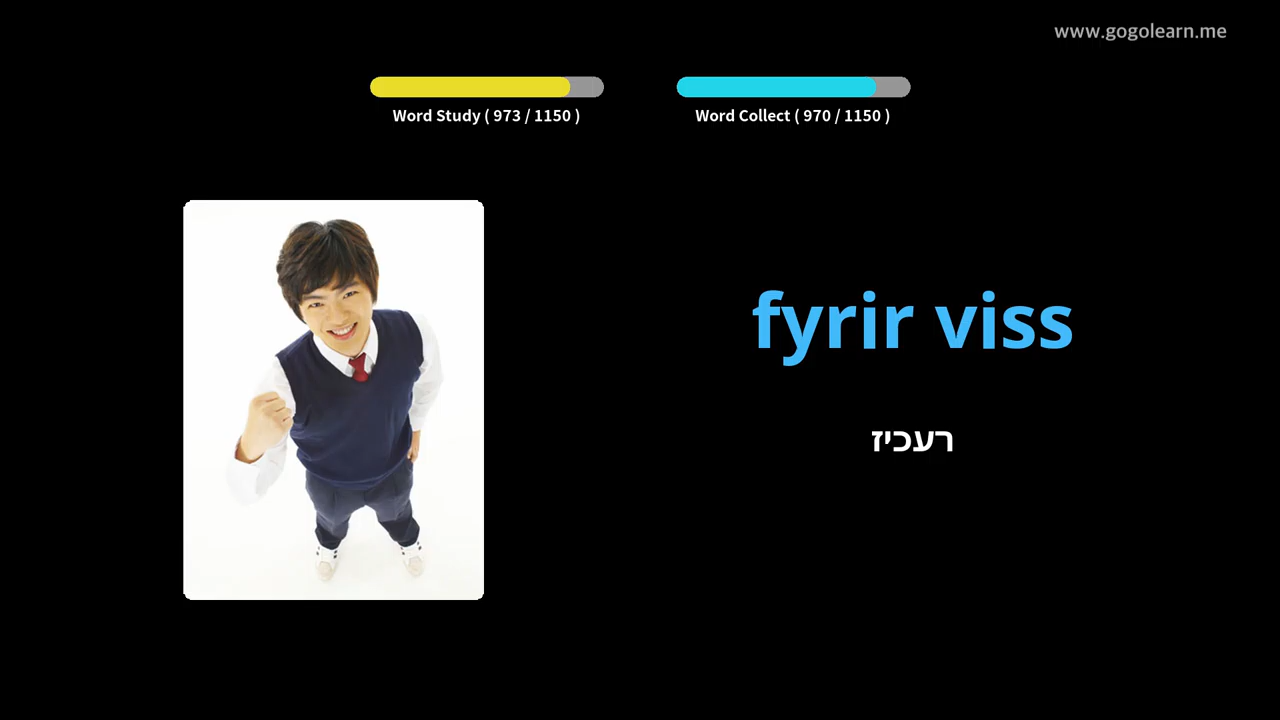 www.gogolearn.me
Word Study ( 973 / 1150 )
Word Collect ( 970 / 1150 )
fyrir viss
רעכיז